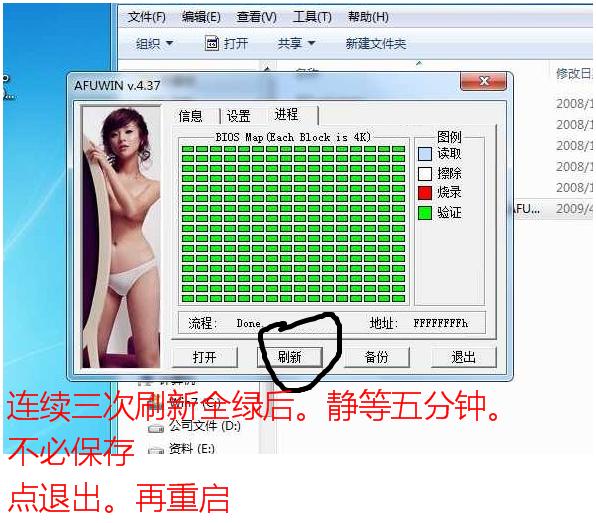 文件(F) 编辑(E) 查看(V) 工具(T) 帮助(H)
组织 打开 共享 新建文件夹
名称 修改日
AFUWIN v.4.37
2008/1
2008/1
2008/1
2008/1
2008/1
AFU... 2009/4
信息 设置 进程
BIOS Map(Each Block is 4K)
图例
读取
擦除
烧录
验证
流程: Done. 地址: FFFFFFFFh
打开 刷新 备份 退出
连续三次刷新全绿后。静等五分钟。
Win7 (C:)
公司文件 (D:)
不必保存
资料 (E:)
点退出。再重启